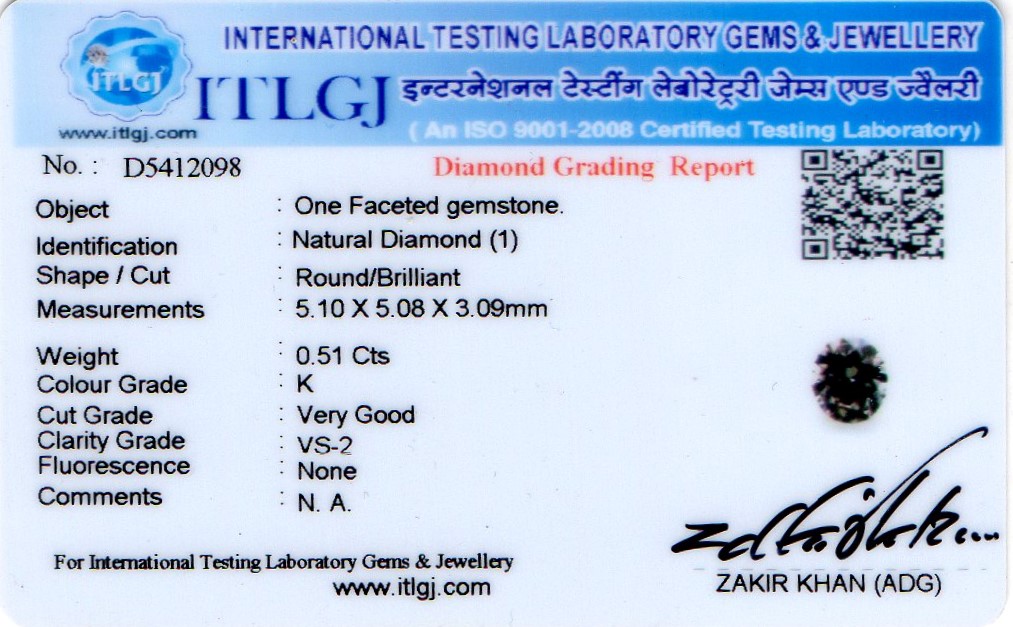 INTERNATIONAL TESTING LABORATORY GEMS & JEWELLERY
ITLGJ
ITLGJ
इन्टरनेशनल टेस्टींग लेबोरेट्ररी जेम्स एण्ड ज्वैलरी
www.itlgj.com
(An ISO 9001-2008 Certified Testing Laboratory)
No. : D5412098
Diamond Grading Report
Object : One Faceted gemstone.
Identification : Natural Diamond (1)
Shape / Cut : Round/Brilliant
Measurements : 5.10 X 5.08 X 3.09mm
Weight : 0.51 Cts
Colour Grade : K
Cut Grade : Very Good
Clarity Grade : VS-2
Fluorescence : None
Comments : N. A.
For International Testing Laboratory Gems & Jewellery
www.itlgj.com
ZAKIR KHAN (ADG)